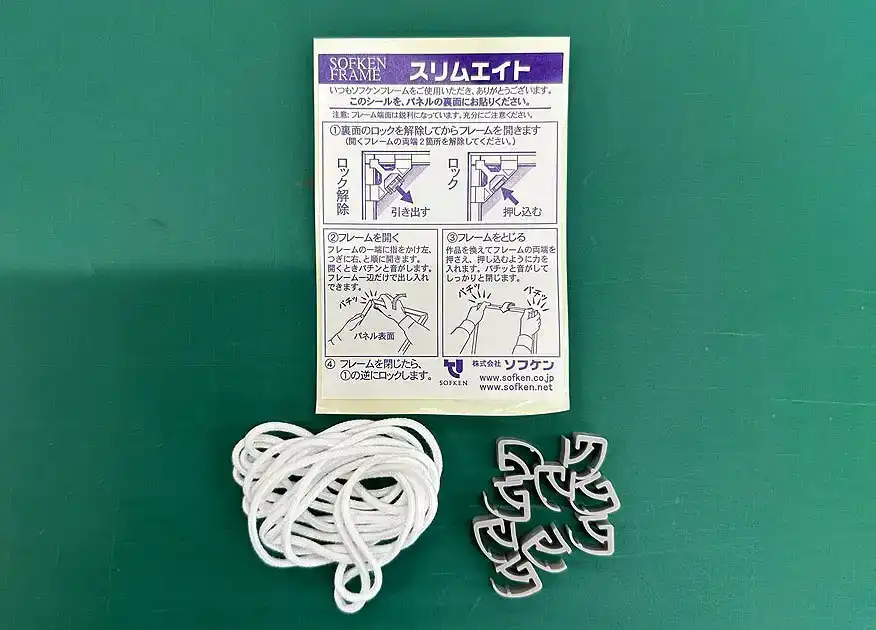 SOFKEN
FRAME
スリムエイト
いつもソフケンフレームをご使用いただき、ありがとうございます。
このシールを、パネルの裏面にお貼りください。
注意：フレーム端面は鋭利になっています。充分にご注意ください。
①裏面のロックを解除してからフレームを開きます
(開くフレームの両端2箇所を解除してください。)
ロック解除
引き出す
ロック
押し込む
②フレームを開く
フレームの一端に指をかけ左、
つぎに右、と順に開きます。
開くときパチンと音がします。
フレーム一辺だけで出し入れ
できます。
パチッ
パネル表面
③フレームをとじる
作品を換えてフレームの両端を
押さえ、押し込むように力を
入れます。パチッと音がして
しっかりと閉じます。
パチッ
パチッ
④ フレームを閉じたら、
①の逆にロックします。
SOFKEN
株式会社 ソフケン
www.sofken.co.jp
www.sofken.net